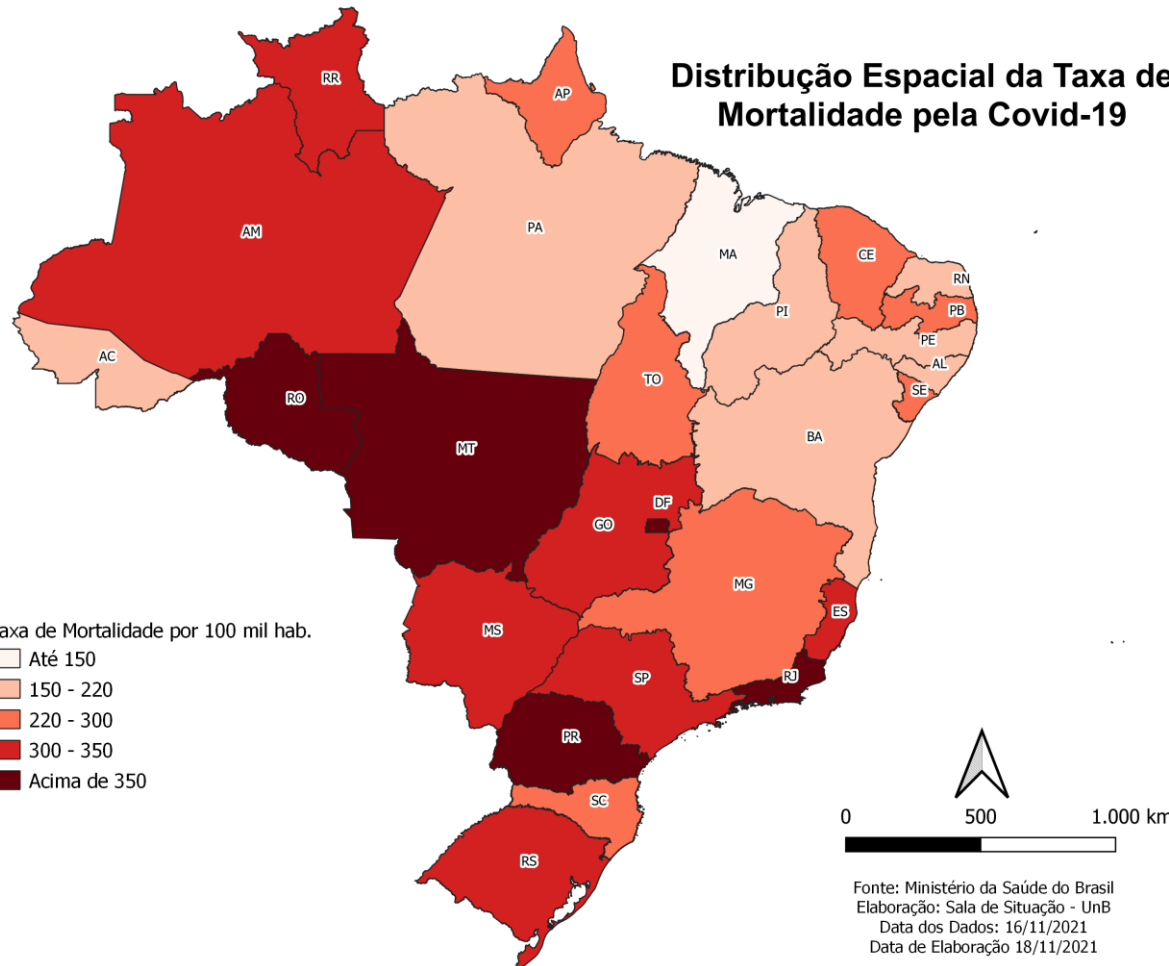 Distribução Espacial da Taxa de
Mortalidade pela Covid-19
RR
AP
AM
PA
MA
CE
RN
PI
PB
PE
AC
AL
TO
SE
RO
BA
MT
DF
GO
MG
ES
MS
SP
RJ
PR
SC
RS
axa de Mortalidade por 100 mil hab.
Até 150
150 - 220
220 - 300
300 - 350
Acima de 350
0 500 1.000 km
Fonte: Ministério da Saúde do Brasil
Elaboração: Sala de Situação - UnB
Data dos Dados: 16/11/2021
Data de Elaboração 18/11/2021